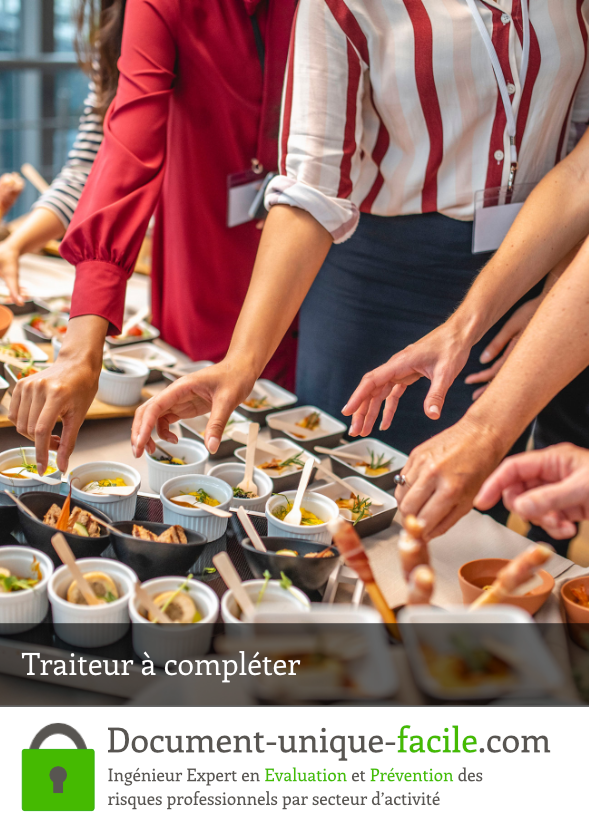 Traiteur à compléter
Document-unique-facile.com
Ingénieur Expert en Evaluation et Prévention des
risques professionnels par secteur d’activité